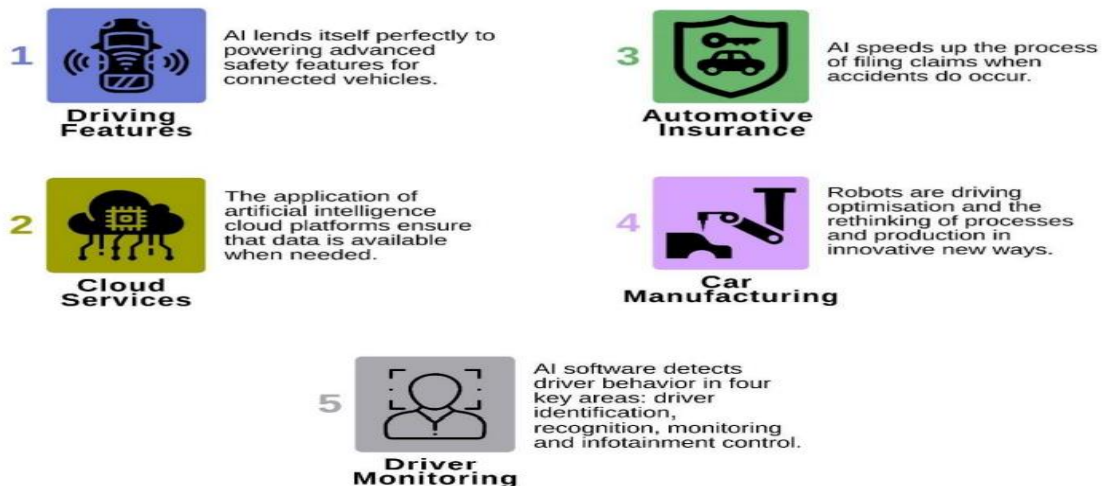 1
AI lends itself perfectly to
powering advanced
safety features for
connected vehicles.
Driving
Features
2
The application of
artificial intelligence
cloud platforms ensure
that data is available
when needed.
Cloud
Services
3
AI speeds up the process
of filing claims when
accidents do occur.
Automotive
Insurance
4
Robots are driving
optimisation and the
rethinking of processes
and production in
innovative new ways.
Car
Manufacturing
5
AI software detects
driver behavior in four
key areas: driver
identification,
recognition, monitoring
and infotainment control.
Driver
Monitoring